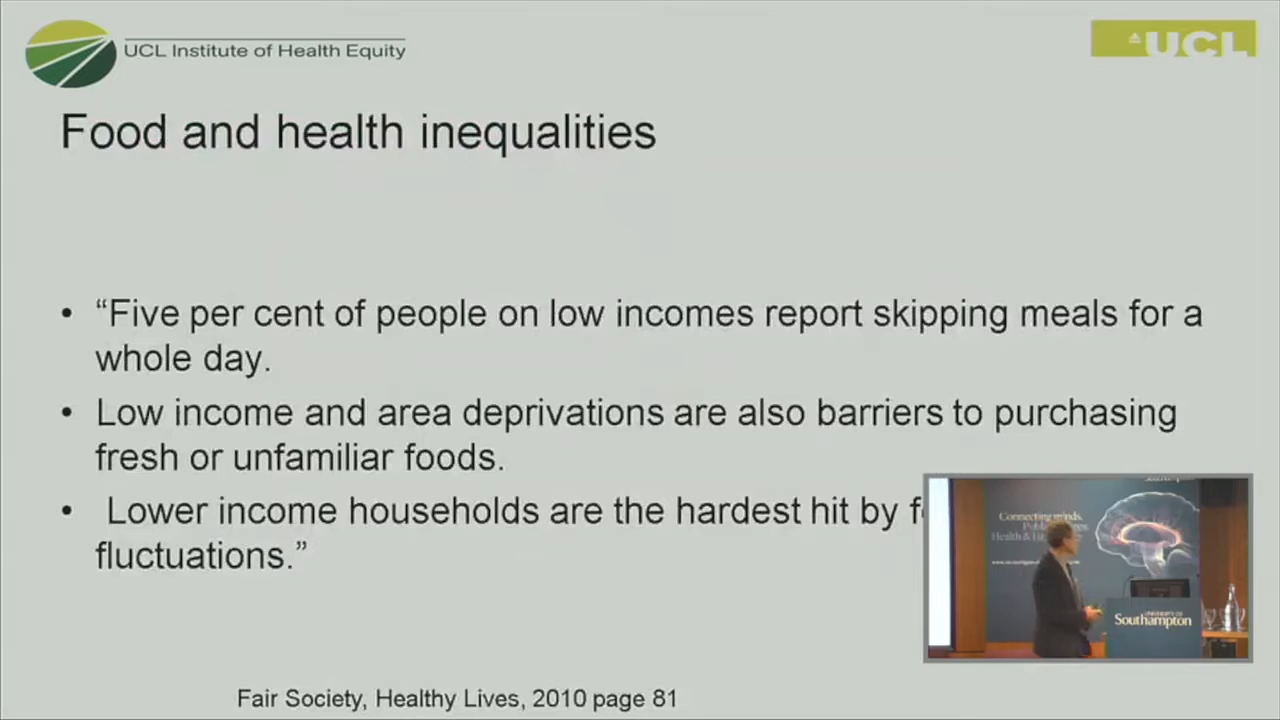 UCL Institute of Health Equity
UCL
Food and health inequalities
• “Five per cent of people on low incomes report skipping meals for a
whole day.
• Low income and area deprivations are also barriers to purchasing
fresh or unfamiliar foods.
• Lower income households are the hardest hit by
fluctuations.”
Connecting minds.
Health &
UNIVERSITY OF
Southampton
Fair Society, Healthy Lives, 2010 page 81